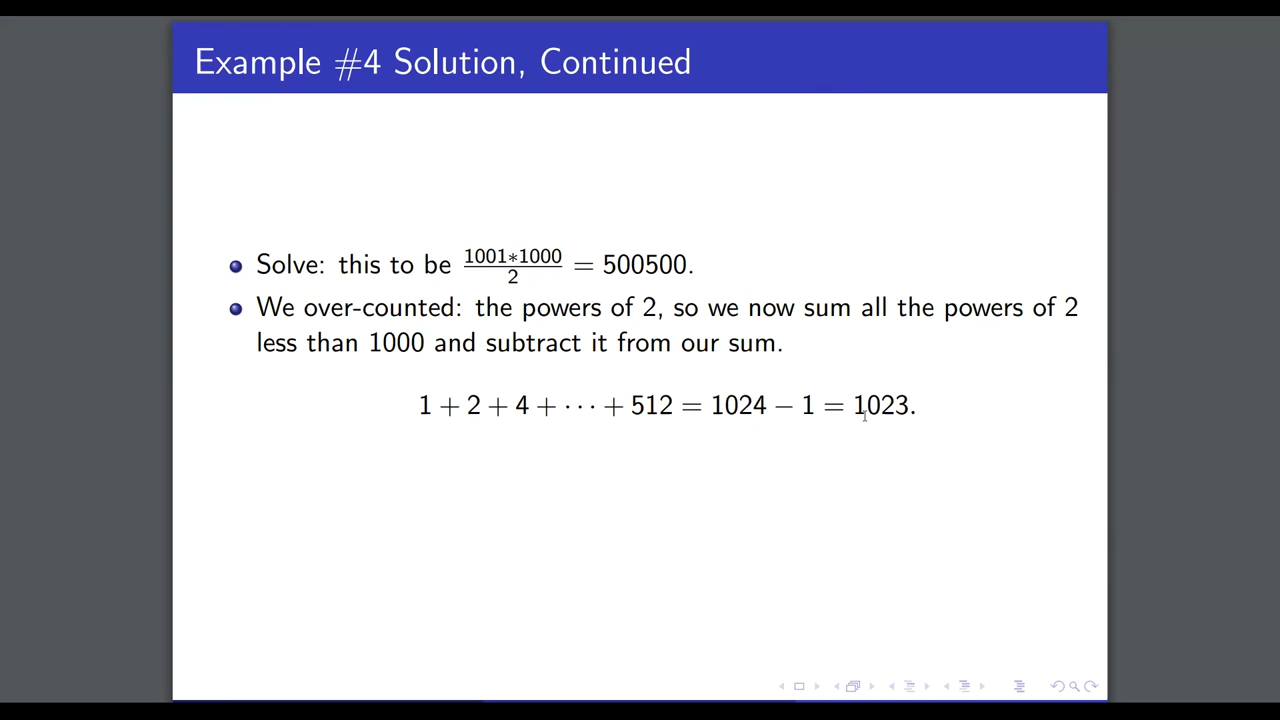 Example #4 Solution, Continued
Solve: this to be \frac{1001*1000}{2} = 500500.
We over-counted: the powers of 2, so we now sum all the powers of 2
less than 1000 and subtract it from our sum.
1 + 2 + 4 + ⋯ + 512 = 1024 − 1 = 1023.